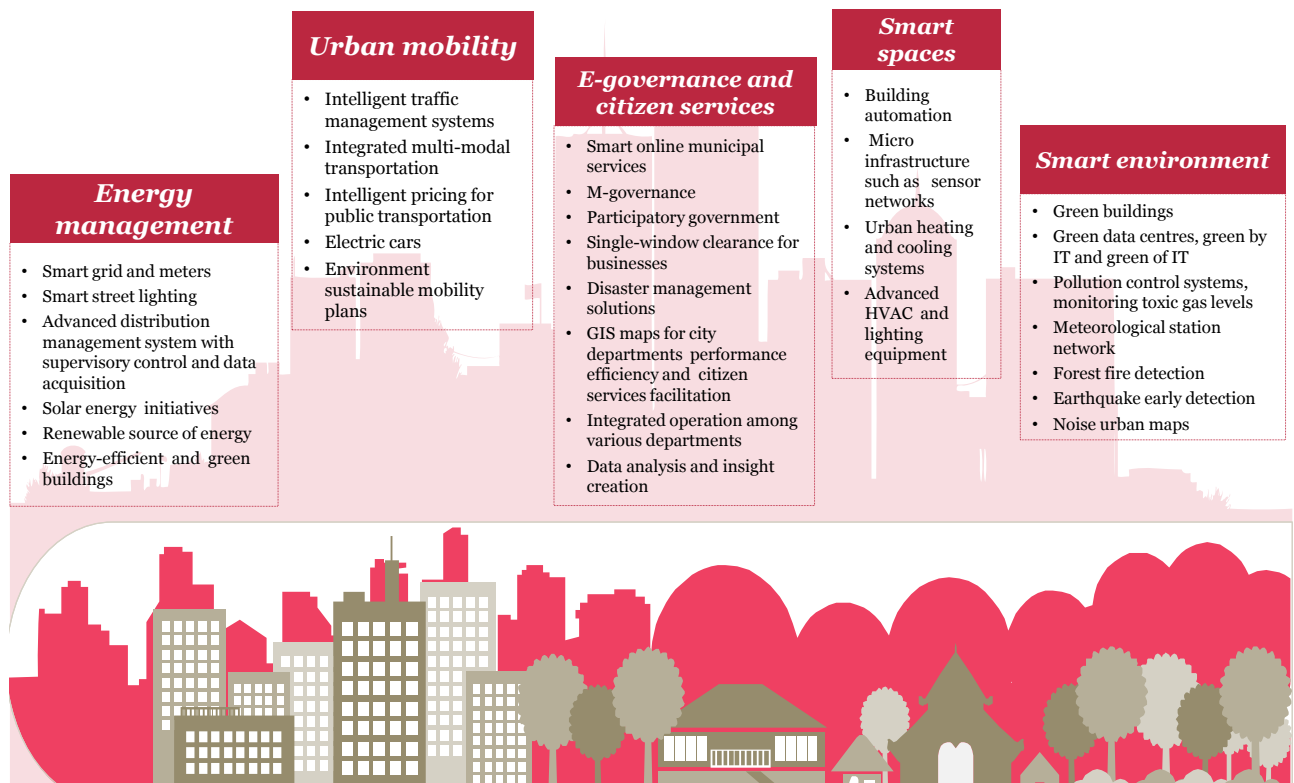 Energy
management
• Smart grid and meters
• Smart street lighting
• Advanced distribution
management system with
supervisory control and data
acquisition
• Solar energy initiatives
• Renewable source of energy
• Energy-efficient and green
buildings
Urban mobility
• Intelligent traffic
management systems
• Integrated multi-modal
transportation
• Intelligent pricing for
public transportation
• Electric cars
• Environment
sustainable mobility
plans
E-governance and
citizen services
• Smart online municipal
services
• M-governance
• Participatory government
• Single-window clearance for
businesses
• Disaster management
solutions
• GIS maps for city
departments performance
efficiency and citizen
services facilitation
• Integrated operation among
various departments
• Data analysis and insight
creation
Smart
spaces
• Building
automation
• Micro
infrastructure
such as sensor
networks
• Urban heating
and cooling
systems
• Advanced
HVAC and
lighting
equipment
Smart environment
• Green buildings
• Green data centres, green by
IT and green of IT
• Pollution control systems,
monitoring toxic gas levels
• Meteorological station
network
• Forest fire detection
• Earthquake early detection
• Noise urban maps